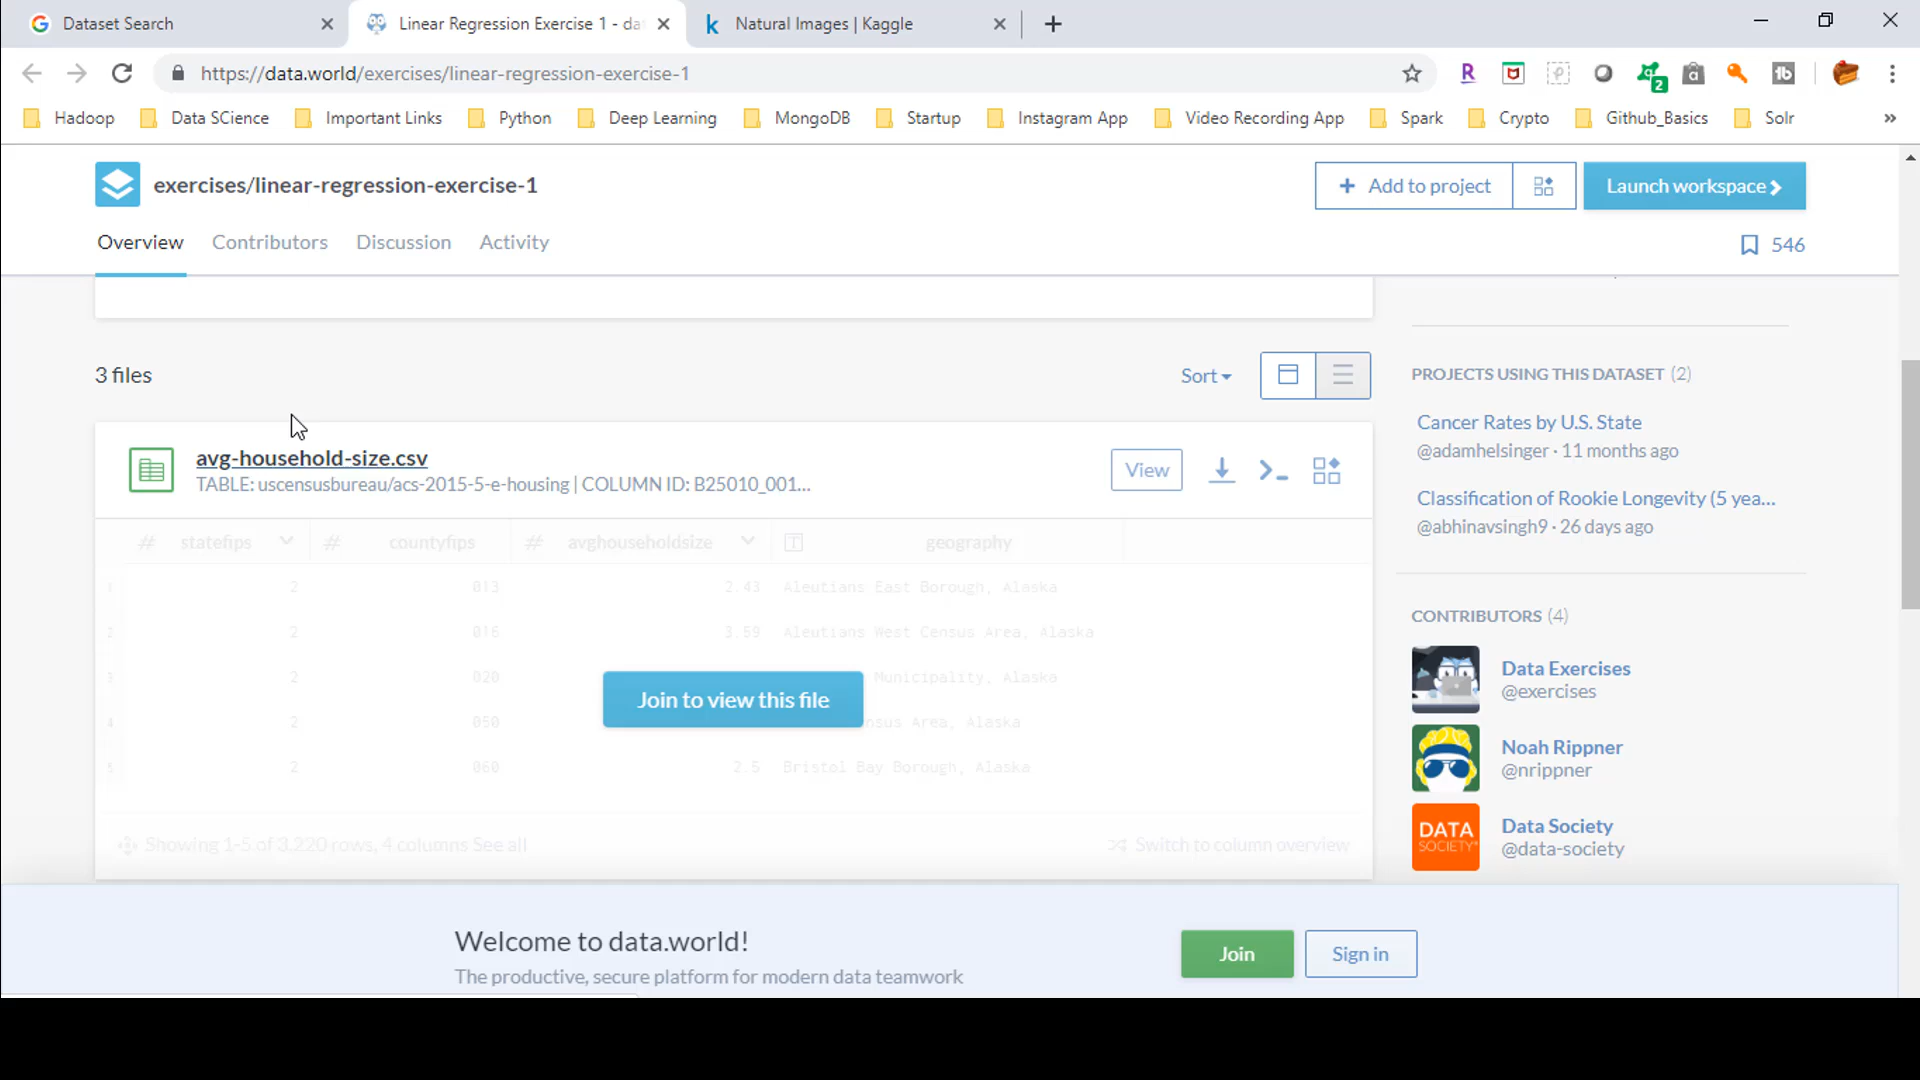 Dataset Search
Linear Regression Exercise 1 - da
Natural Images | Kaggle
https://data.world/exercises/linear-regression-exercise-1
2
Hadoop
Data SCience
Important Links
Python
Deep Learning
MongoDB
Startup
Instagram App
Video Recording App
Spark
Crypto
Github_Basics
Solr
»
exercises/linear-regression-exercise-1
+ Add to project
Launch workspace
Overview
Contributors
Discussion
Activity
546
3 files
Sort
PROJECTS USING THIS DATASET (2)
Cancer Rates by U.S. State
@adamhelsinger · 11 months ago
Classification of Rookie Longevity (5 yea...
@abhinavsingh9 · 26 days ago
avg-household-size.csv
TABLE: uscensusbureau/acs-2015-5-e-housing | COLUMN ID: B25010_001...
View
# statefips
# countyfips
# avghouseholdsize
T geography
1 2 013 2.43 Aleutians East Borough, Alaska
2 2 016 3.59 Aleutians West Census Area, Alaska
3 2 020 Municipality, Alaska
4 2 050 nsus Area, Alaska
5 2 060 2.5 Bristol Bay Borough, Alaska
Join to view this file
Showing 1-5 of 3,220 rows, 4 columns See all
Switch to column overview
CONTRIBUTORS (4)
Data Exercises
@exercises
Noah Rippner
@nrippner
DATA
SOCIETY
Data Society
@data-society
Welcome to data.world!
The productive, secure platform for modern data teamwork
Join
Sign in